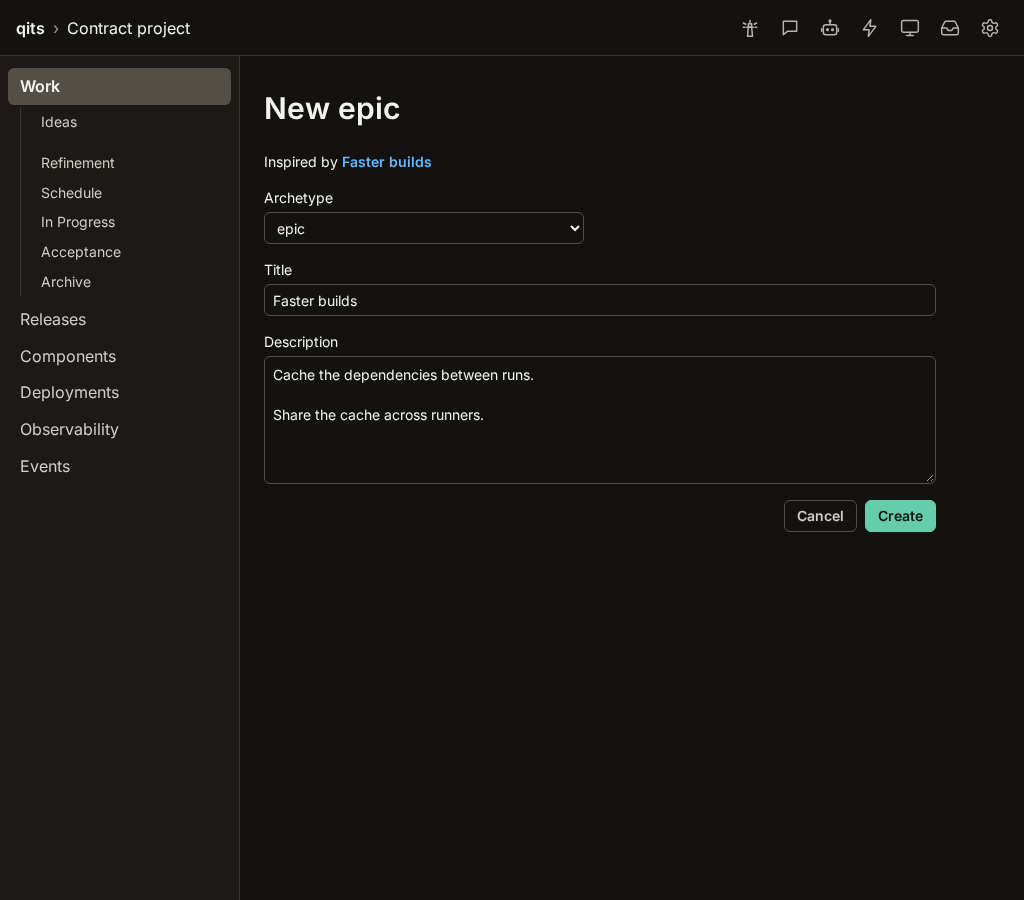 qits › Contract project
Work
Ideas
Refinement
Schedule
In Progress
Acceptance
Archive
Releases
Components
Deployments
Observability
Events
New epic
Inspired by Faster builds
Archetype
epic
Title
Faster builds
Description
Cache the dependencies between runs.
Share the cache across runners.
Cancel
Create